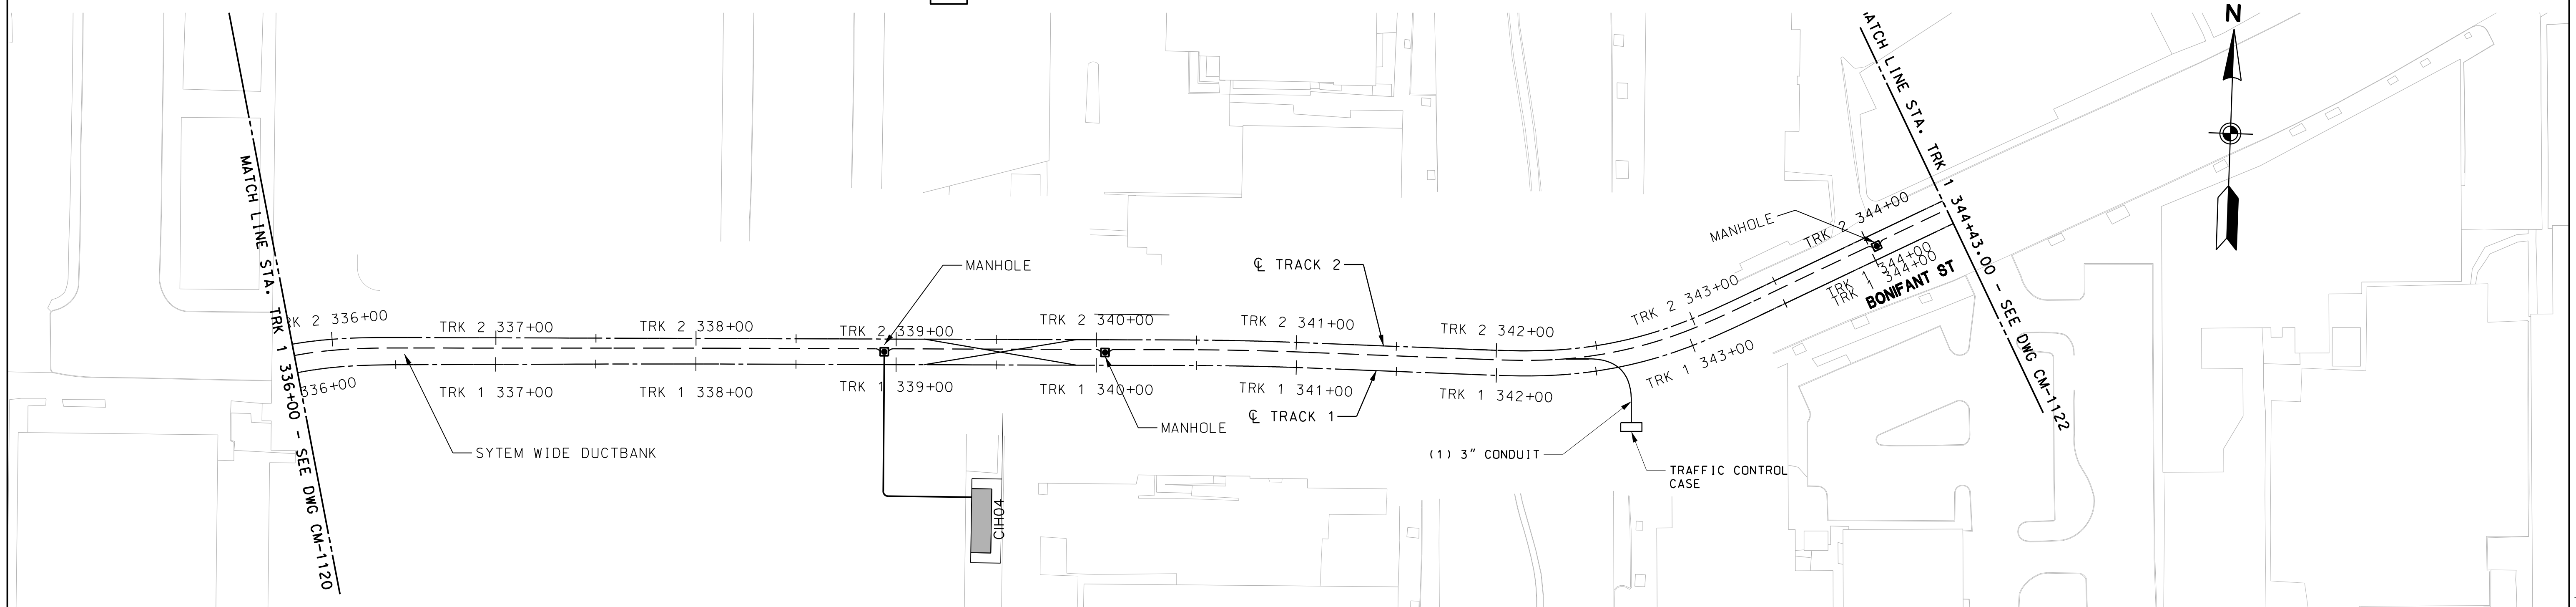 N
MATCH LINE STA. TRK 1 336+00 - SEE DWG CM-1120
ATCH LINE STA. TRK 1 344+43.00 - SEE DWG CM-1122
MANHOLE
TRK 2 344+00
TRK 1 344+00
TRK 1 344+00
BONIFANT ST
MANHOLE
℄ TRACK 2
RK 2 336+00
TRK 2 337+00
TRK 2 338+00
TRK 2 339+00
TRK 2 340+00
TRK 2 341+00
TRK 2 342+00
TRK 2 343+00
336+00
TRK 1 337+00
TRK 1 338+00
TRK 1 339+00
TRK 1 340+00
TRK 1 341+00
TRK 1 342+00
TRK 1 343+00
℄ TRACK 1
MANHOLE
SYTEM WIDE DUCTBANK
(1) 3" CONDUIT
TRAFFIC CONTROL
CASE
CIH04